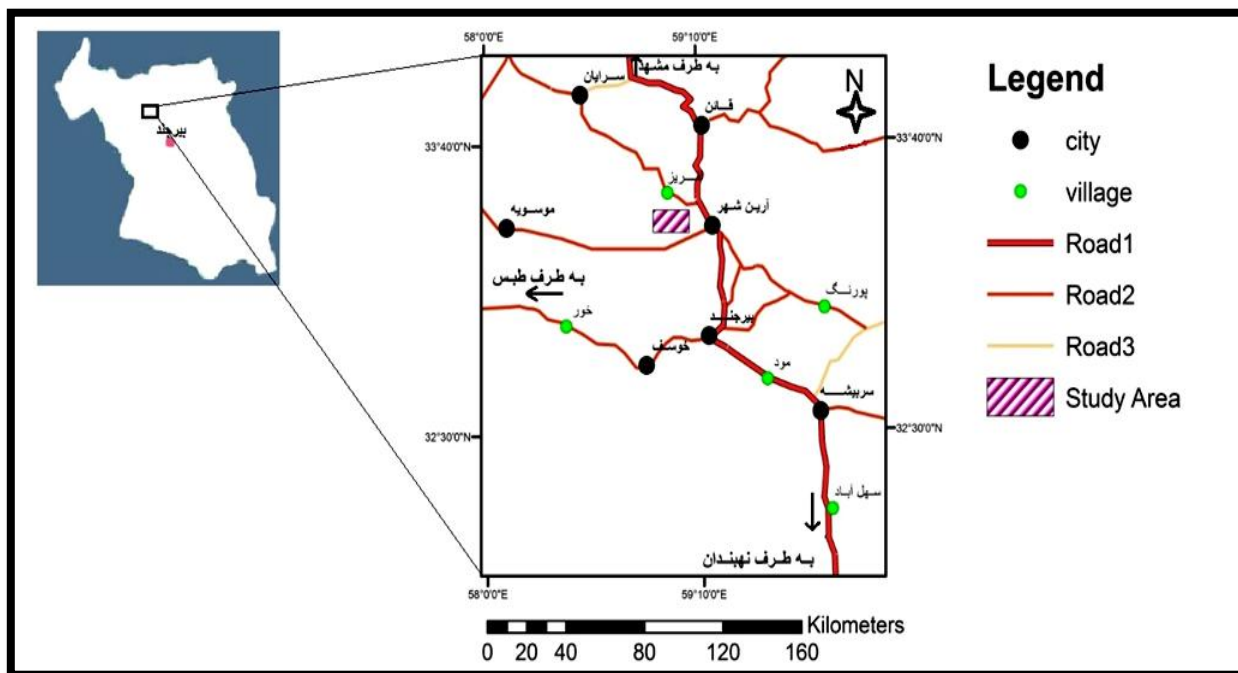 58°0'0"E
59°10'0"E
به طرف مشهد
سرایان
قائن
N
33°40'0"N
33°40'0"N
بیرجند
آرین شهر
موسویه
به طرف طبس
پورنگ
خور
بیرجند
خوسف
مود
سربیشه
32°30'0"N
32°30'0"N
سهل آباد
به طرف نهبندان
58°0'0"E
59°10'0"E
Legend
city
village
Road1
Road2
Road3
Study Area
Kilometers
0 20 40 80 120 160